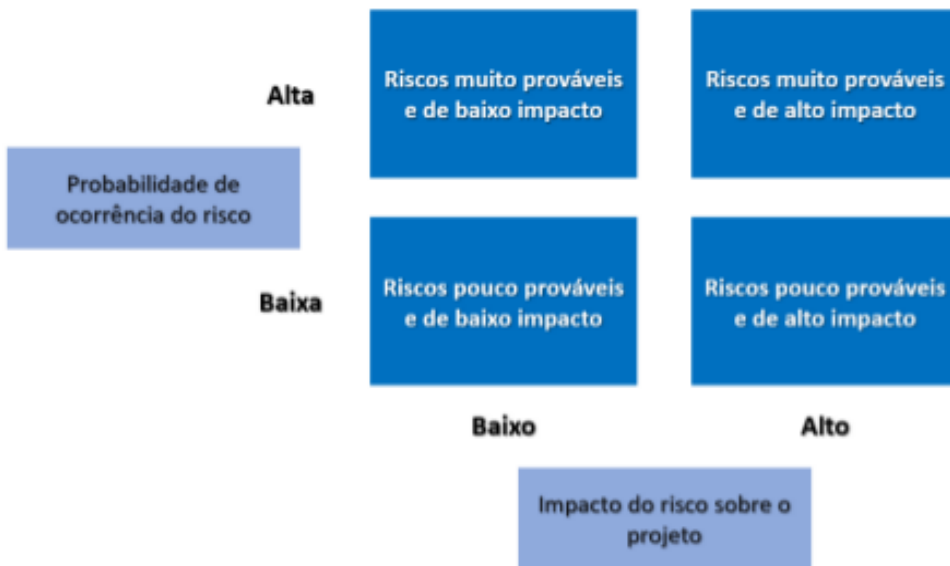 Riscos muito prováveis
e de baixo impacto
Riscos muito prováveis
e de alto impacto
Alta
Probabilidade de
ocorrência do risco
Riscos pouco prováveis
e de baixo impacto
Riscos pouco prováveis
e de alto impacto
Baixa
Baixo
Alto
Impacto do risco sobre o
projeto